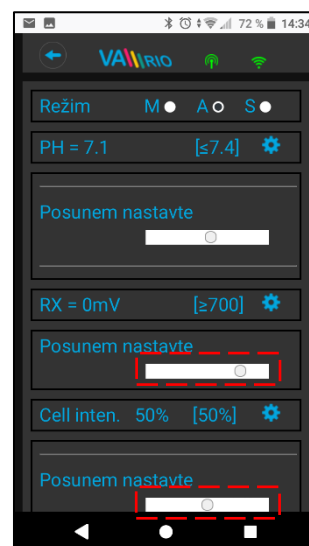 72 % 14:34
VAWRIO
Režim M A S
PH = 7.1 [≤7.4]
Posunem nastavte
RX = 0mV [≥700]
Posunem nastavte
Cell inten. 50% [50%]
Posunem nastavte